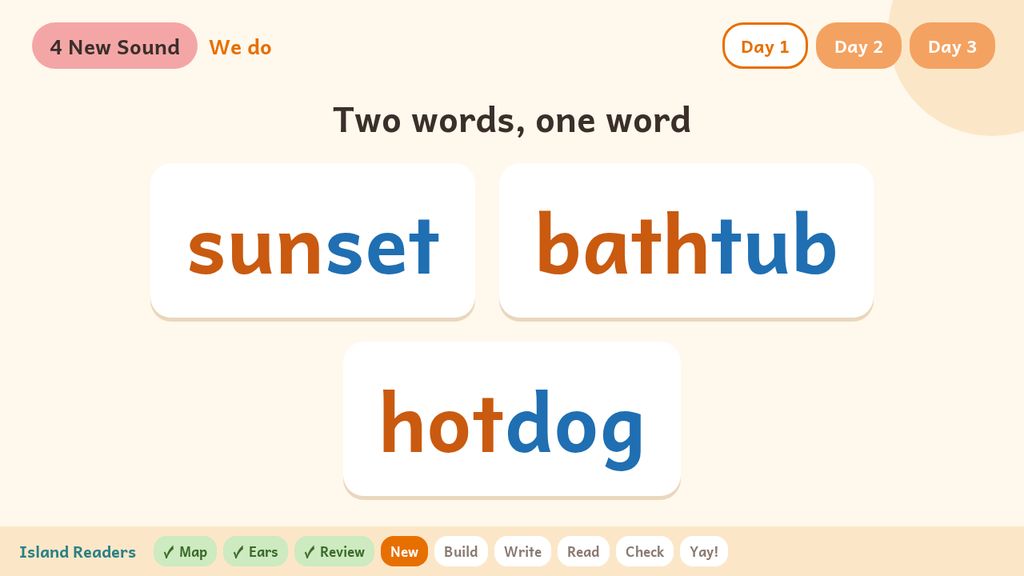 4 New Sound We do Day 1 Day 2 Day 3
Two words, one word
sunset bathtub
hotdog
Island Readers ✓ Map ✓ Ears ✓ Review New Build Write Read Check Yay!